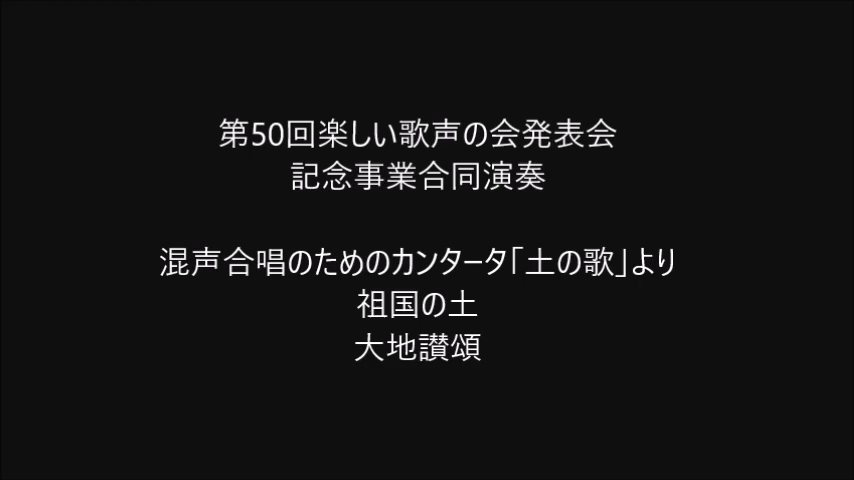 第50回楽しい歌声の会発表会
記念事業合同演奏
混声合唱のためのカンタータ｢土の歌｣より
祖国の土
大地讃頌